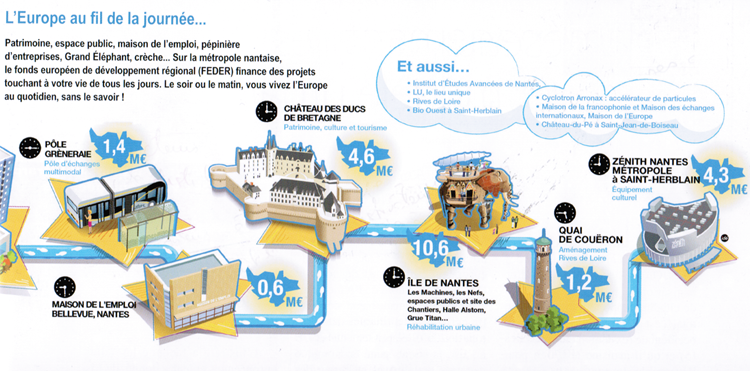 L'Europe au fil de la journée...
Patrimoine, espace public, maison de l'emploi, pépinière
d'entreprises, Grand Éléphant, crèche... Sur la métropole nantaise,
le fonds européen de développement régional (FEDER) finance des projets
touchant à votre vie de tous les jours. Le soir ou le matin, vous vivez l'Europe
au quotidien, sans le savoir !
Et aussi...
• Institut d'Études Avancées de Nantes
• LU, le lieu unique
• Rives de Loire
• Bio Ouest à Saint-Herblain
• Cyclotron Arronax : accélérateur de particules
• Maison de la francophonie et Maison des échanges
internationaux, Maison de l'Europe
• Château-du-Pé à Saint-Jean-de-Boiseau
PÔLE
GRÉNERAIE
Pôle d'échanges
multimodal
1,4
M€
MAISON DE L'EMPLOI
BELLEVUE, NANTES
0,6
M€
CHÂTEAU DES DUCS
DE BRETAGNE
Patrimoine, culture et tourisme
4,6
M€
10,6
M€
ÎLE DE NANTES
Les Machines, les Nefs,
espaces publics et site des
Chantiers, Halle Alstom,
Grue Titan...
Réhabilitation urbaine
QUAI
DE COUËRON
Aménagement
Rives de Loire
1,2
M€
ZÉNITH NANTES
MÉTROPOLE
à SAINT-HERBLAIN
Équipement
culturel
4,3
M€